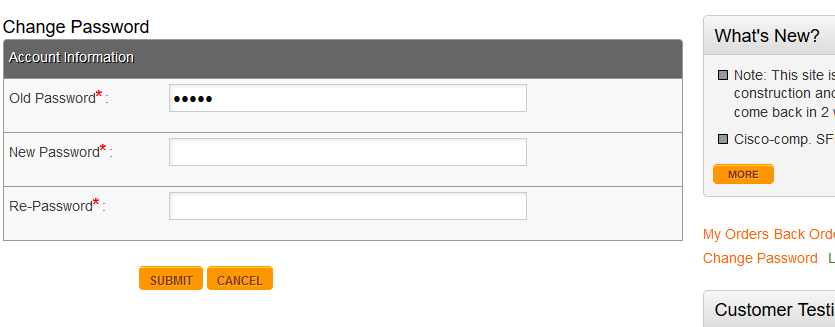 Change Password
Account Information
Old Password* :
•••••
New Password* :
Re-Password* :
SUBMIT CANCEL
What's New?
Note: This site is
construction and
come back in 2
Cisco-comp. SF
MORE
My Orders Back Orde
Change Password L
Customer Testi